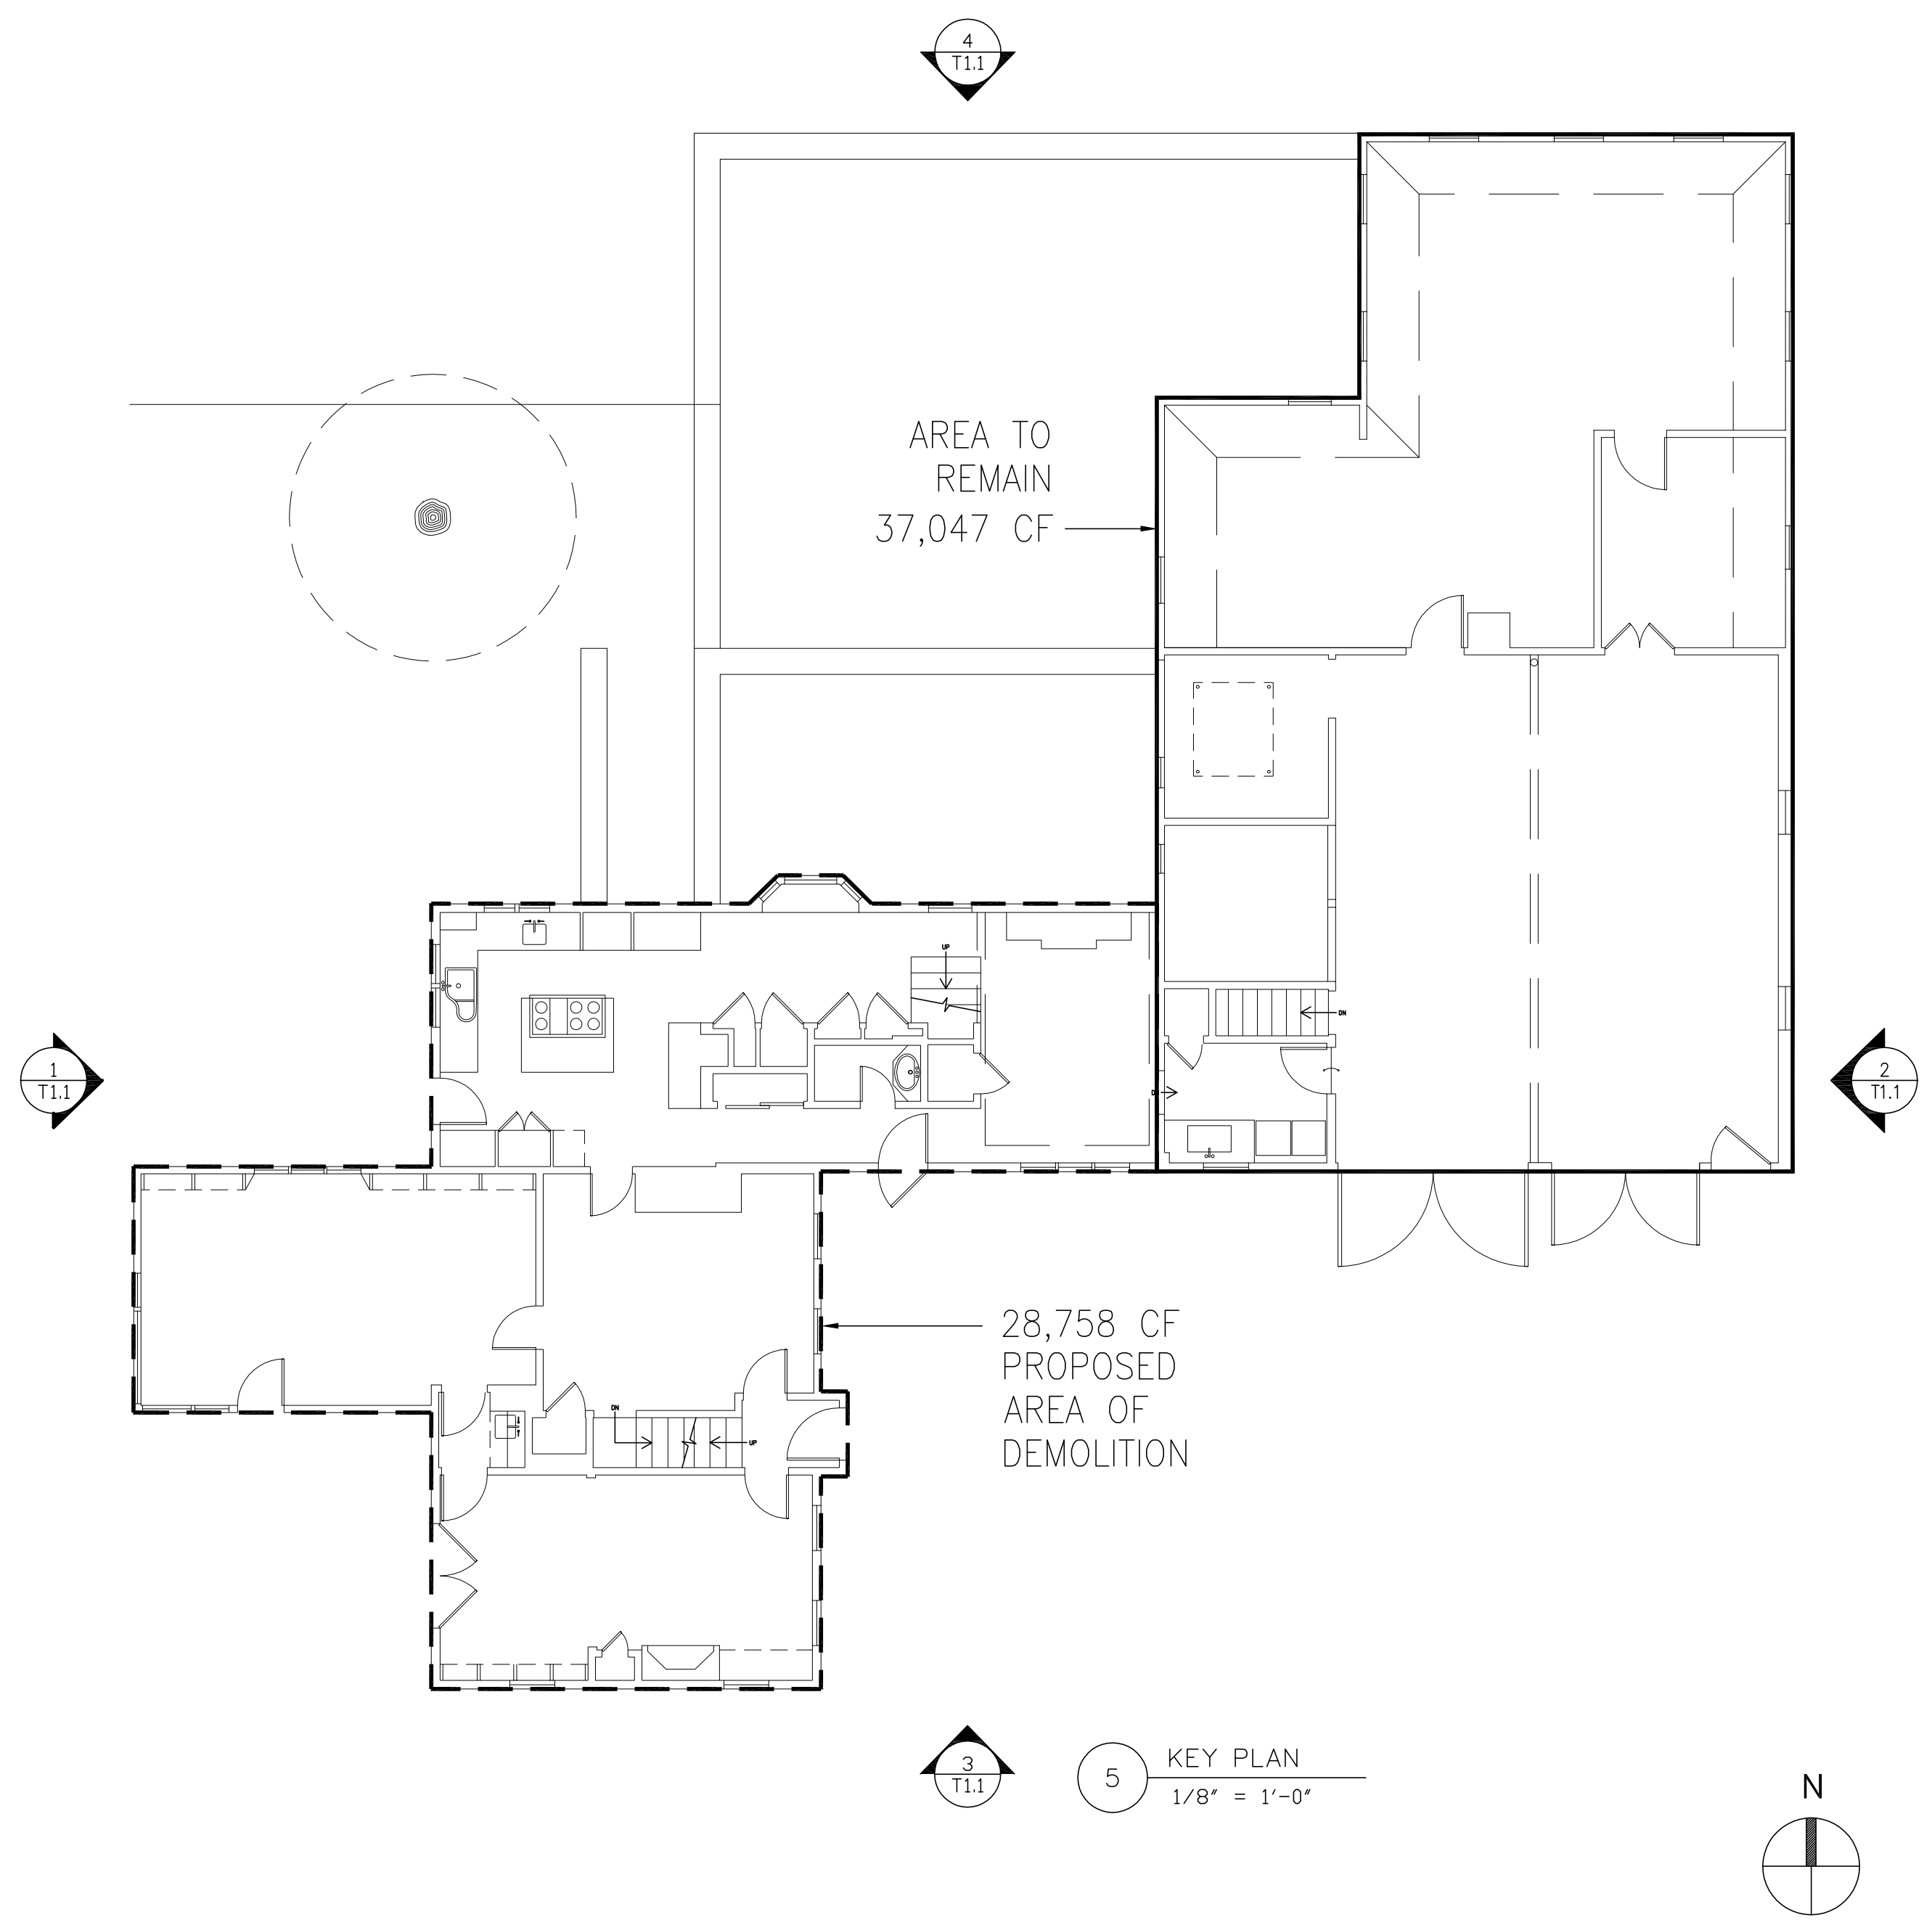 4
T1.1
AREA TO
REMAIN
37,047 CF
UP
DN
1
T1.1
2
T1.1
28,758 CF
PROPOSED
AREA OF
DEMOLITION
DN
UP
3
T1.1
5
KEY PLAN
1/8" = 1'-0"
N